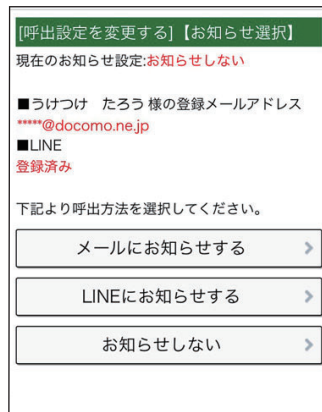 [呼出設定を変更する]【お知らせ選択】
現在のお知らせ設定:お知らせしない
■うけつけ　たろう 様の登録メールアドレス
*****@docomo.ne.jp
■LINE
登録済み
下記より呼出方法を選択してください。
メールにお知らせする
LINEにお知らせする
お知らせしない